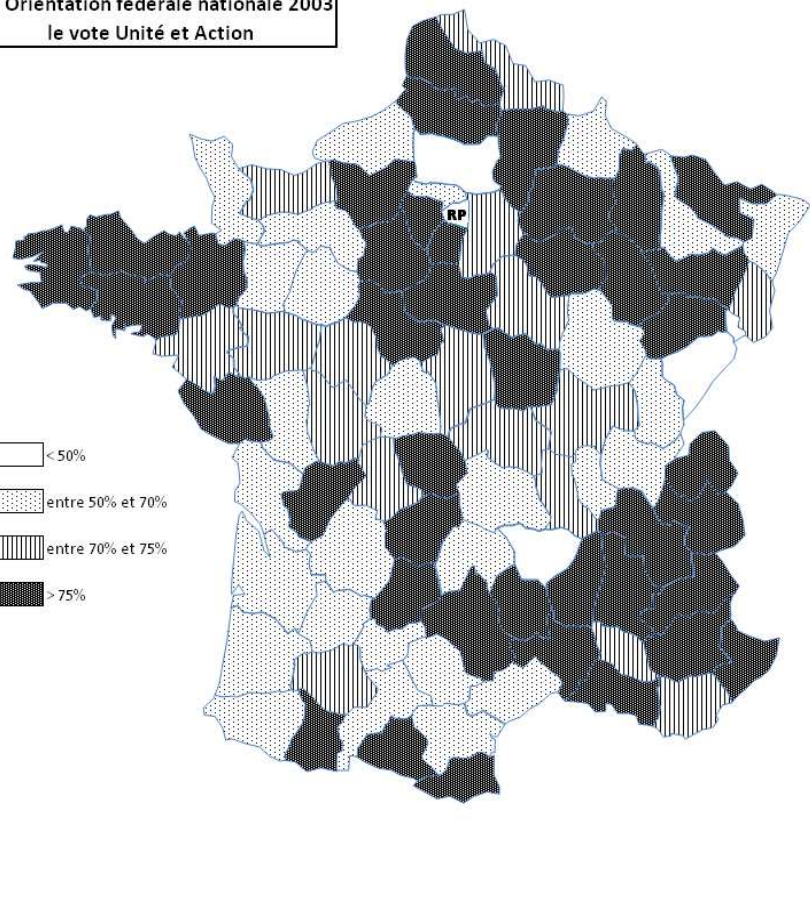 Orientation fédérale nationale 2003
le vote Unité et Action
RP
< 50%
entre 50% et 70%
entre 70% et 75%
> 75%